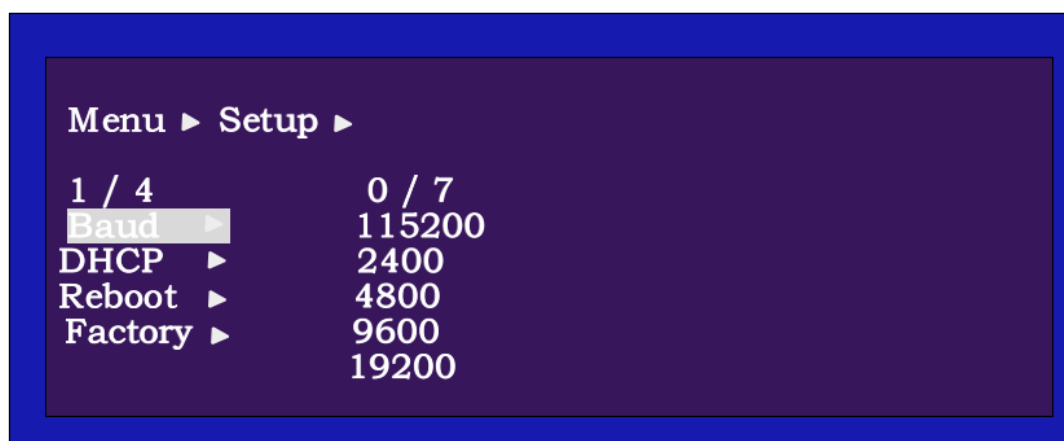 Menu ► Setup ►
1 / 4 0 / 7
Baud ► 115200
DHCP ► 2400
Reboot ► 4800
Factory ► 9600
19200